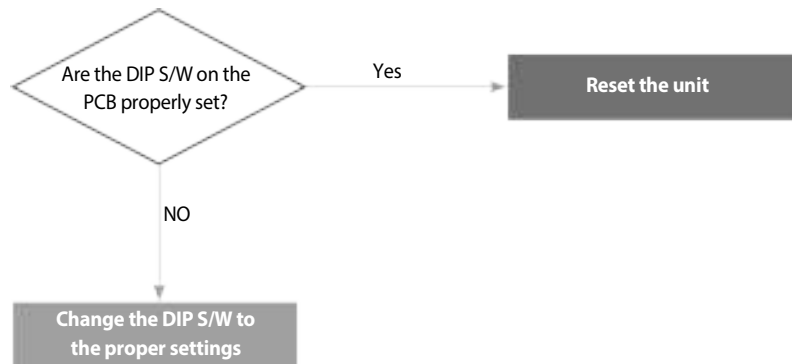 Are the DIP S/W on the
PCB properly set?
Yes
Reset the unit
NO
Change the DIP S/W to
the proper settings